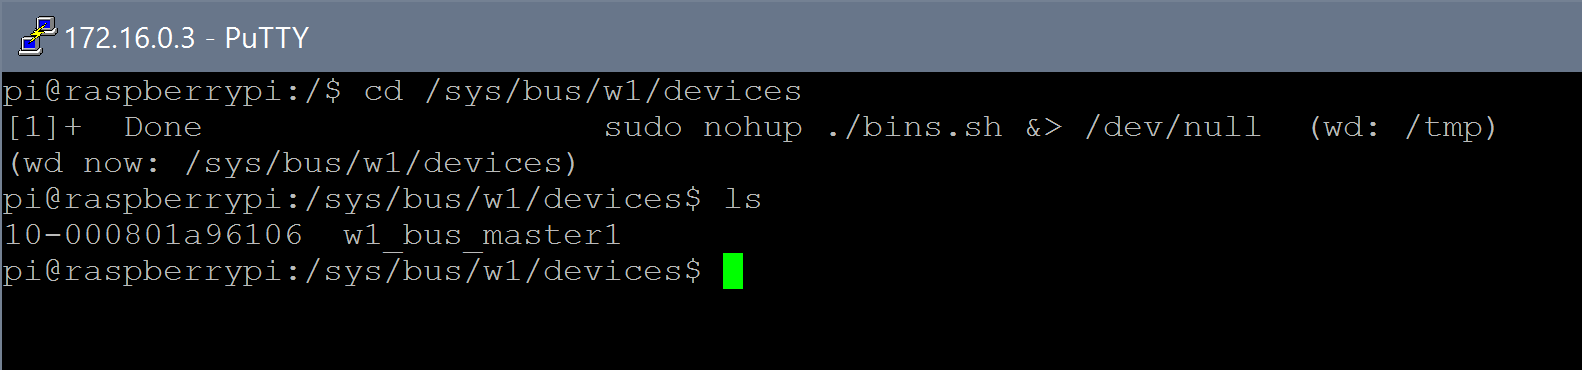 172.16.0.3 - PuTTY
pi@raspberrypi:/$ cd /sys/bus/w1/devices
[1]+  Done                    sudo nohup ./bins.sh &> /dev/null  (wd: /tmp)
(wd now: /sys/bus/w1/devices)
pi@raspberrypi:/sys/bus/w1/devices$ ls
10-000801a96106  w1_bus_master1
pi@raspberrypi:/sys/bus/w1/devices$